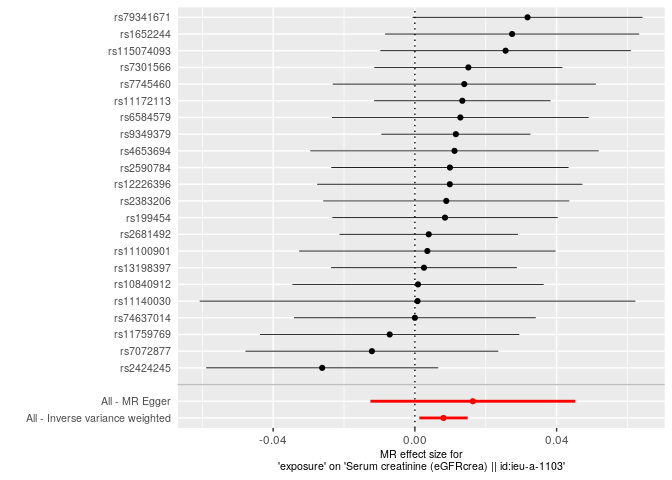 rs79341671
rs1652244
rs115074093
rs7301566
rs7745460
rs11172113
rs6584579
rs9349379
rs4653694
rs2590784
rs12226396
rs2383206
rs199454
rs2681492
rs11100901
rs13198397
rs10840912
rs11140030
rs74637014
rs11759769
rs7072877
rs2424245
All - MR Egger
All - Inverse variance weighted
-0.04 0.00 0.04
MR effect size for
'exposure' on 'Serum creatinine (eGFRcrea) || id:ieu-a-1103'